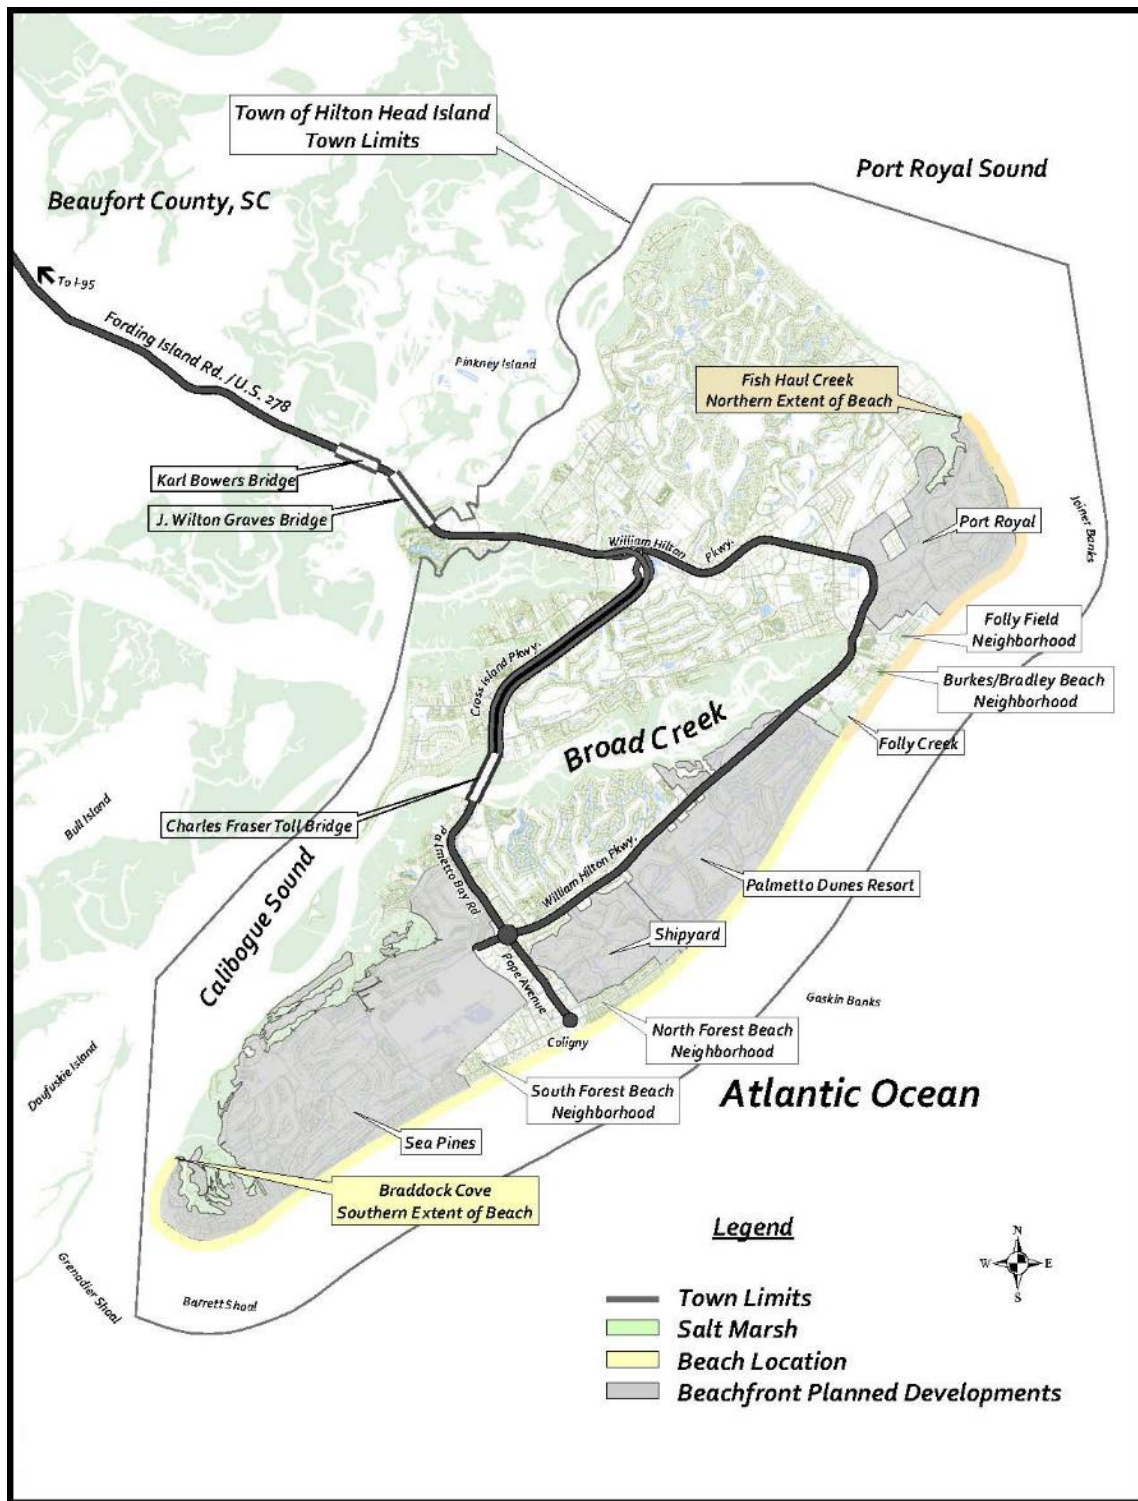 Town of Hilton Head Island
Town Limits
Port Royal Sound
Beaufort County, SC
To I-95
Fording Island Rd. / U.S. 278
Pinkney Island
Fish Haul Creek
Northern Extent of Beach
Karl Bowers Bridge
J. Wilton Graves Bridge
Joiner Banks
Port Royal
William Hilton Pkwy.
Folly Field
Neighborhood
Cross Island Pkwy.
Burkes/Bradley Beach
Neighborhood
Broad Creek
Folly Creek
Bull Island
Charles Fraser Toll Bridge
Palmetto Bay Rd.
William Hilton Pkwy.
Palmetto Dunes Resort
Calibogue Sound
Shipyard
Pope Avenue
Gaskin Banks
North Forest Beach
Neighborhood
Coligny
Daufuskie Island
South Forest Beach
Neighborhood
Atlantic Ocean
Sea Pines
Braddock Cove
Southern Extent of Beach
Grenadier Shoal
Barrett Shoal
Legend
N
W
E
S
Town Limits
Salt Marsh
Beach Location
Beachfront Planned Developments